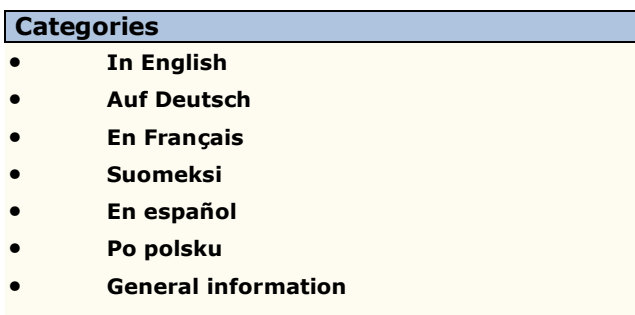 Categories
• In English
• Auf Deutsch
• En Français
• Suomeksi
• En español
• Po polsku
• General information